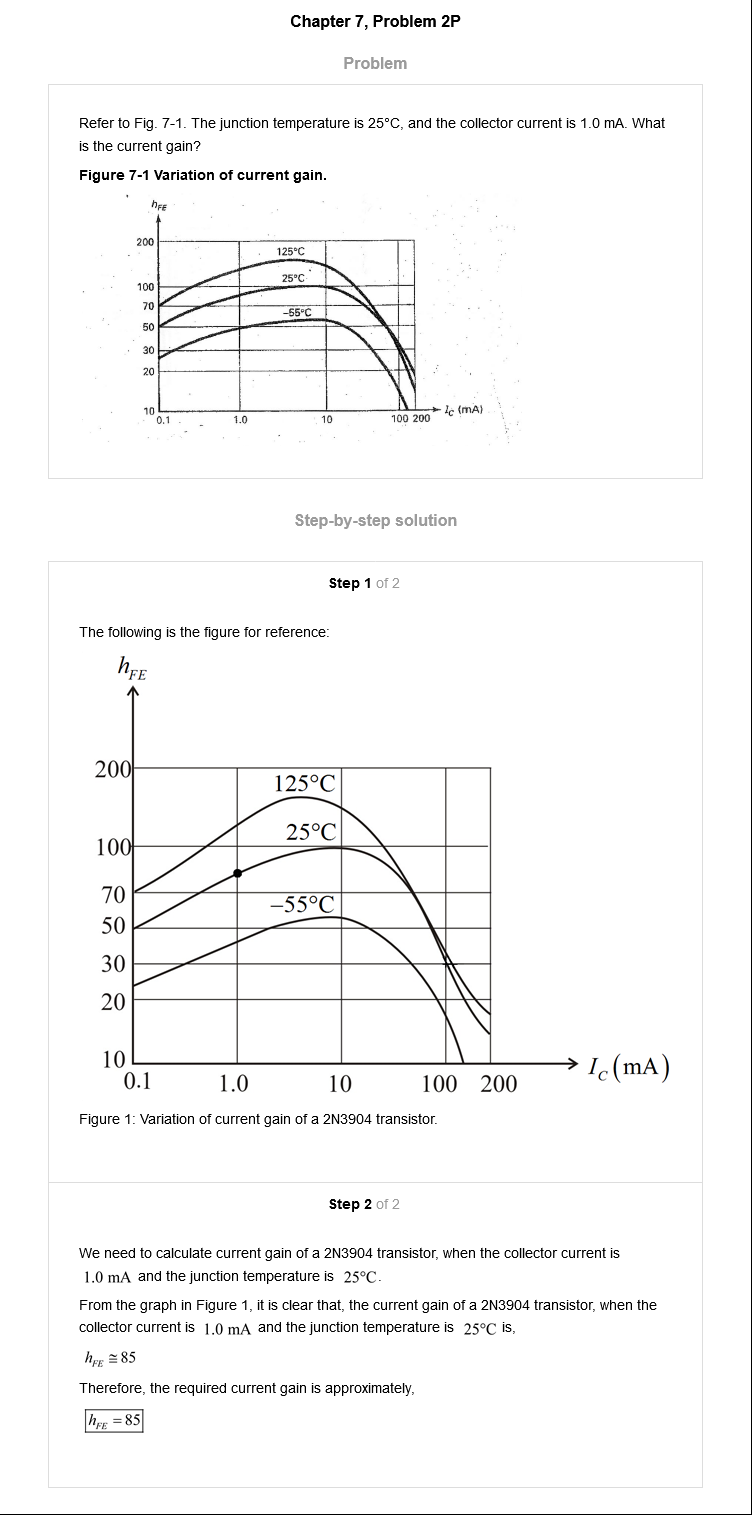 Chapter 7, Problem 2P
Problem
Refer to Fig. 7-1. The junction temperature is 25°C, and the collector current is 1.0 mA. What
is the current gain?
Figure 7-1 Variation of current gain.
hFE
200
125°C
25°C
100
70
–55°C
50
30
20
10
0.1
1.0
10
100 200
IC (mA)
Step-by-step solution
Step 1 of 2
The following is the figure for reference:
hFE
200
125°C
25°C
100
70
–55°C
50
30
20
10
0.1
1.0
10
100 200
IC (mA)
Figure 1: Variation of current gain of a 2N3904 transistor.
Step 2 of 2
We need to calculate current gain of a 2N3904 transistor, when the collector current is
1.0 mA and the junction temperature is 25°C.
From the graph in Figure 1, it is clear that, the current gain of a 2N3904 transistor, when the
collector current is 1.0 mA and the junction temperature is 25°C is,
hFE ≅ 85
Therefore, the required current gain is approximately,
hFE = 85